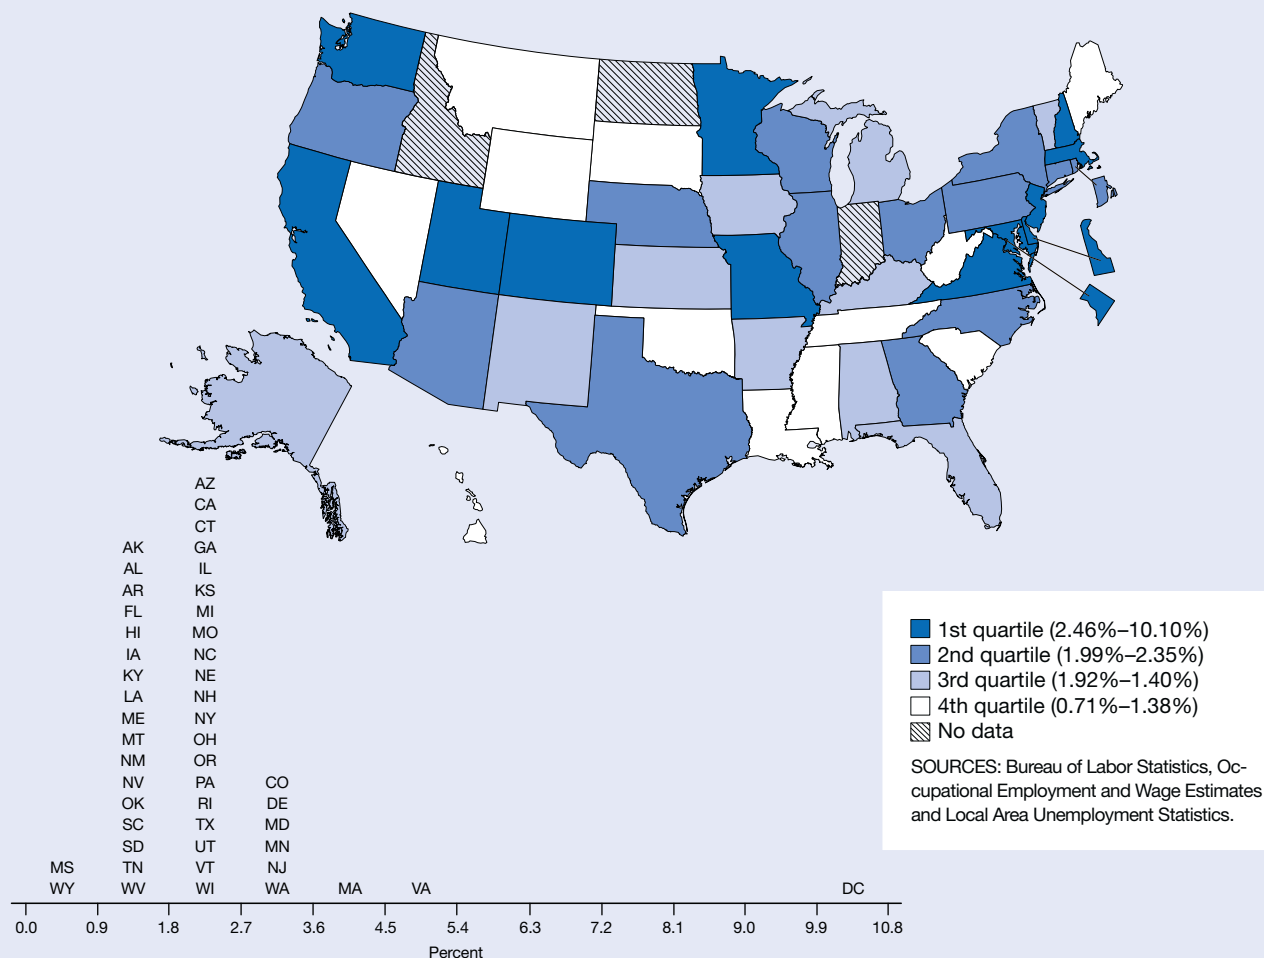 AZ
CA
CT
AK GA
AL IL
AR KS
FL MI
HI MO
IA NC
KY NE
LA NH
ME NY
MT OH
NM OR
NV PA CO
OK RI DE
SC TX MD
SD UT MN
MS TN VT NJ
WY WV WI WA MA VA DC
0.0 0.9 1.8 2.7 3.6 4.5 5.4 6.3 7.2 8.1 9.0 9.9 10.8
Percent
1st quartile (2.46%–10.10%)
2nd quartile (1.99%–2.35%)
3rd quartile (1.92%–1.40%)
4th quartile (0.71%–1.38%)
No data
SOURCES: Bureau of Labor Statistics, Oc-
cupational Employment and Wage Estimates
and Local Area Unemployment Statistics.